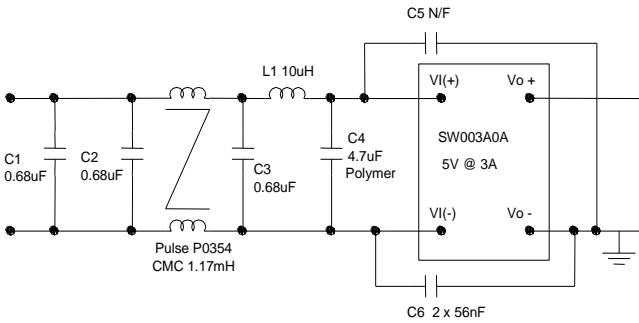 C5 N/F
L1 10uH
VI(+)
Vo +
C1
0.68uF
C2
0.68uF
C3
0.68uF
C4
4.7uF
Polymer
SW003A0A
5V @ 3A
VI(-)
Vo -
Pulse P0354
CMC 1.17mH
C6 2 x 56nF